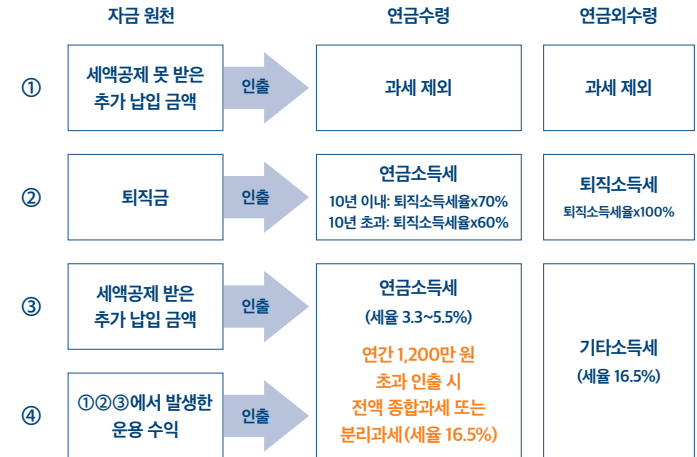 자금 원천
연금수령
연금외수령
①
세액공제 못 받은
추가 납입 금액
인출
과세 제외
과세 제외
②
퇴직금
인출
연금소득세
10년 이내: 퇴직소득세율x70%
10년 초과: 퇴직소득세율x60%
퇴직소득세
퇴직소득세율x100%
③
세액공제 받은
추가 납입 금액
인출
연금소득세
(세율 3.3~5.5%)
연간 1,200만 원
초과 인출 시
전액 종합과세 또는
분리과세(세율 16.5%)
기타소득세
(세율 16.5%)
④
①②③에서 발생한
운용 수익
인출